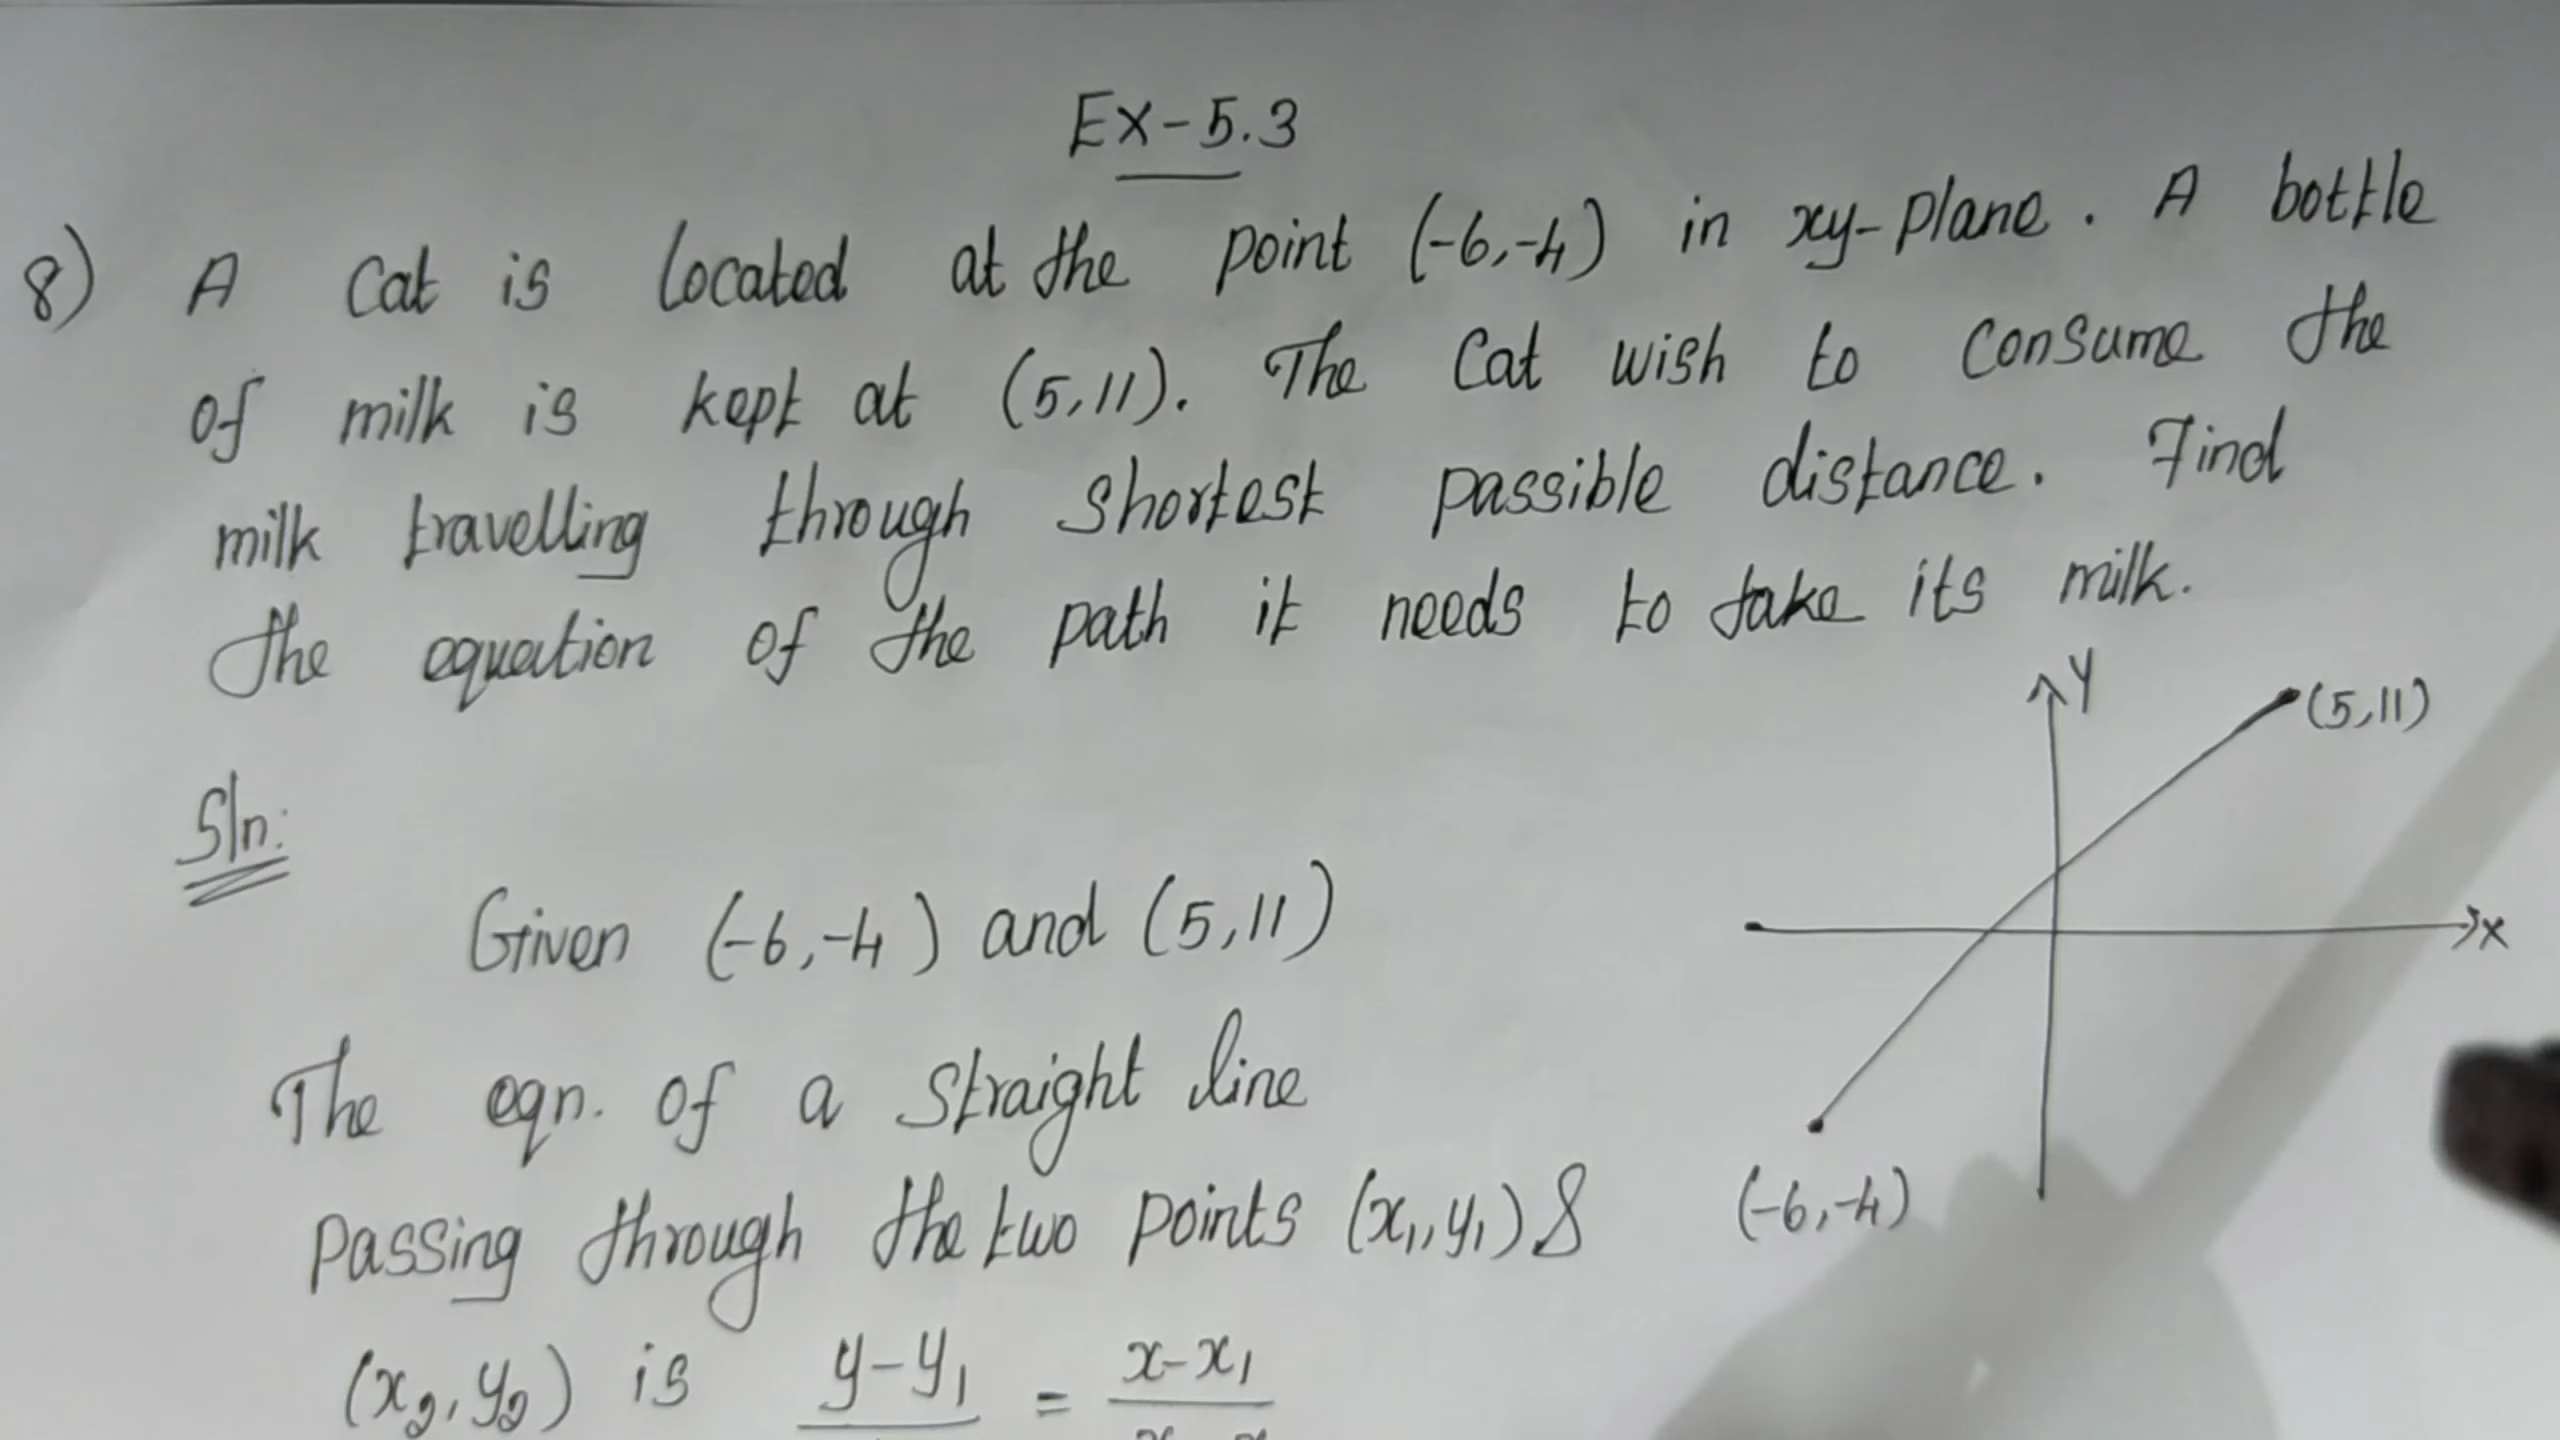 Ex-5.3
8) A Cat is located at the point (-6,-4) in xy-plane. A bottle
of milk is kept at (5,11). The Cat wish to consume the
milk travelling through shortest passible distance. Find
the equation of the path it needs to take its milk.
Y
(5,11)
Sln:
Given (-6,-4) and (5,11)
X
The eqn. of a straight line
passing through the two points (x₁,y₁) &
(-6,-4)
(x₂,y₂) is y-y₁ = x-x₁